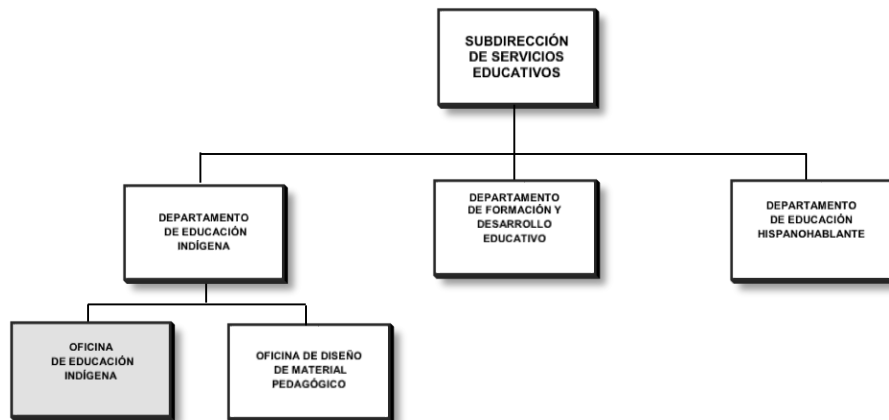 SUBDIRECCIÓN
DE SERVICIOS
EDUCATIVOS
DEPARTAMENTO
DE EDUCACIÓN
INDÍGENA
DEPARTAMENTO
DE FORMACIÓN Y
DESARROLLO
EDUCATIVO
DEPARTAMENTO
DE EDUCACIÓN
HISPANOHABLANTE
OFICINA
DE EDUCACIÓN
INDÍGENA
OFICINA DE DISEÑO
DE MATERIAL
PEDAGÓGICO